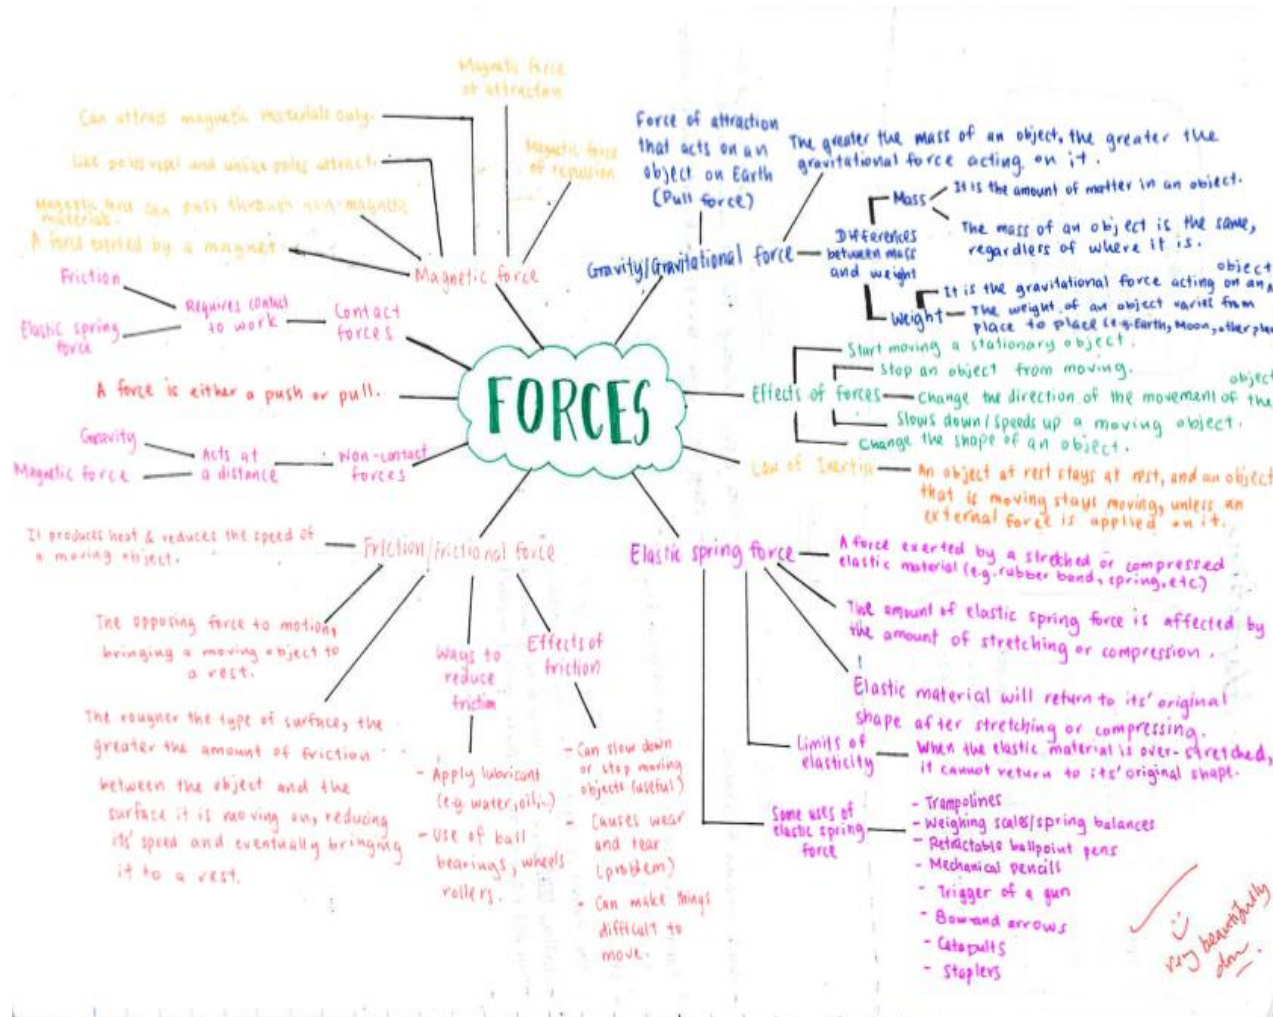 Magnetic force
of attraction
Can attract magnetic materials only.
Like poles repel and unlike poles attract.
Magnetic force
of repulsion
Magnetic force can pass through non-magnetic
materials.
A force exerted by a magnet
Magnetic force
Force of attraction
that acts on an
object on Earth
(Pull force)
The greater the mass of an object, the greater the
gravitational force acting on it.
Gravity/Gravitational force
Differences
between mass
and weight
Mass
It is the amount of matter in an object.
The mass of an object is the same,
regardless of where it is.
Weight
object
It is the gravitational force acting on an
The weight of an object varies from
place to place (e.g. Earth, Moon, other
Friction
Elastic spring
force
Requires contact
to work
Contact
forces
A force is either a push or pull.
FORCES
Gravity
Magnetic force
Acts at
a distance
Non-contact
forces
Effects of forces
Start moving a stationary object.
Stop an object from moving.
object
Change the direction of the movement of the
Slows down/speeds up a moving object.
Change the shape of an object.
Law of Inertia
An object at rest stays at rest, and an object
that is moving stays moving, unless an
external force is applied on it.
It produces heat & reduces the speed of
a moving object.
Friction/Frictional force
The opposing force to motion,
bringing a moving object to
a rest.
The rougher the type of surface, the
greater the amount of friction
between the object and the
surface it is moving on, reducing
its' speed and eventually bringing
it to a rest.
Ways to
reduce
friction
- Apply lubricant
(e.g. water, oil,..)
- Use of ball
bearings, wheels
rollers.
Effects of
friction
- Can slow down
or stop moving
objects (useful)
- Causes wear
and tear
(problem)
- Can make things
difficult to
move.
Elastic spring force
A force exerted by a stretched or compressed
elastic material (e.g. rubber band, spring, etc)
The amount of elastic spring force is affected by
the amount of stretching or compression.
Elastic material will return to its' original
shape after stretching or compressing.
Limits of
elasticity
When the elastic material is over-stretched,
it cannot return to its' original shape.
Some uses of
elastic spring
force
- Trampolines
- Weighing scales/spring balances
- Retractable ballpoint pens
- Mechanical pencils
- Trigger of a gun
- Bow and arrows
- Catapults
- Staplers
very beautifully
done.